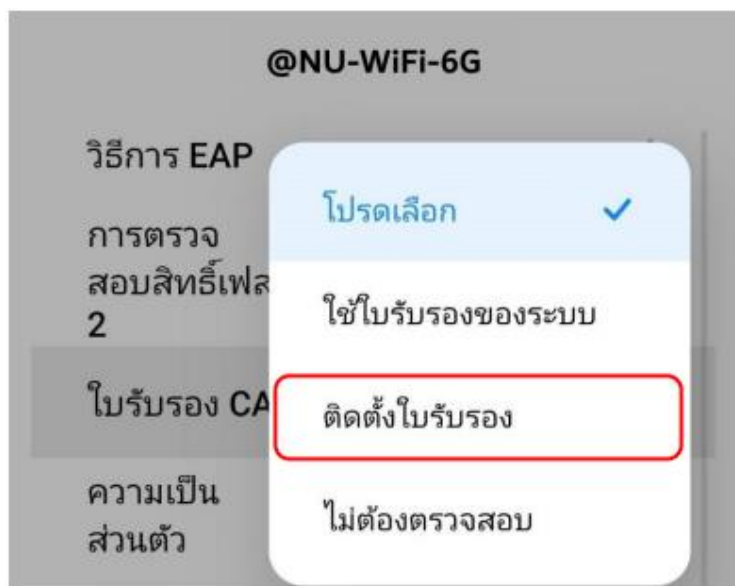 @NU-WiFi-6G
วิธีการ EAP
โปรดเลือก
การตรวจ
สอบสิทธิ์เฟส
2
ใช้ใบรับรองของระบบ
ใบรับรอง CA
ติดตั้งใบรับรอง
ความเป็น
ส่วนตัว
ไม่ต้องตรวจสอบ